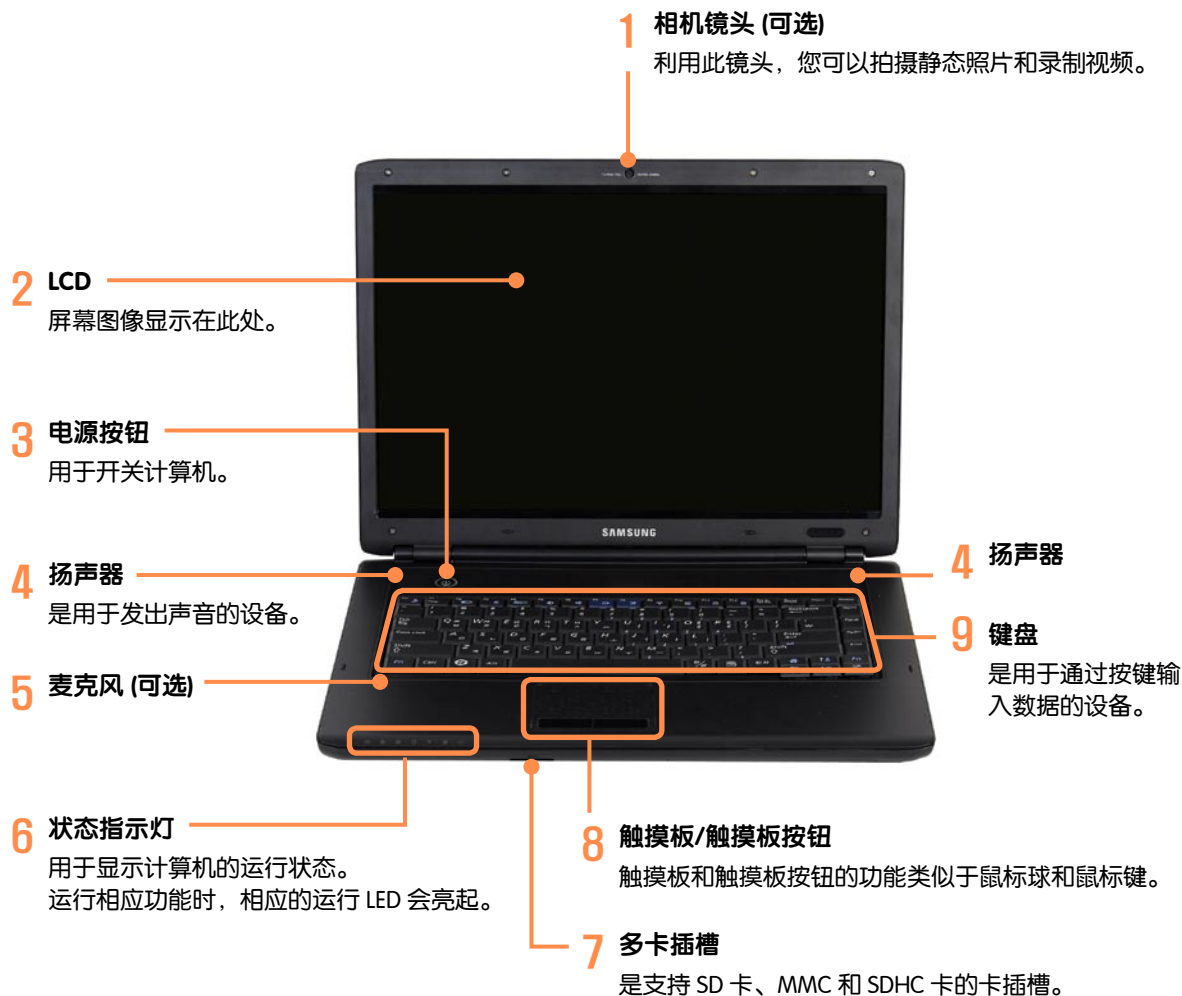 1 相机镜头 (可选)
利用此镜头，您可以拍摄静态照片和录制视频。
2 LCD
屏幕图像显示在此处。
3 电源按钮
用于开关计算机。
SAMSUNG
4 扬声器
是用于发出声音的设备。
4 扬声器
9 键盘
是用于通过按键输
入数据的设备。
5 麦克风 (可选)
6 状态指示灯
用于显示计算机的运行状态。
运行相应功能时，相应的运行 LED 会亮起。
8 触摸板/触摸板按钮
触摸板和触摸板按钮的功能类似于鼠标球和鼠标键。
7 多卡插槽
是支持 SD 卡、MMC 和 SDHC 卡的卡插槽。